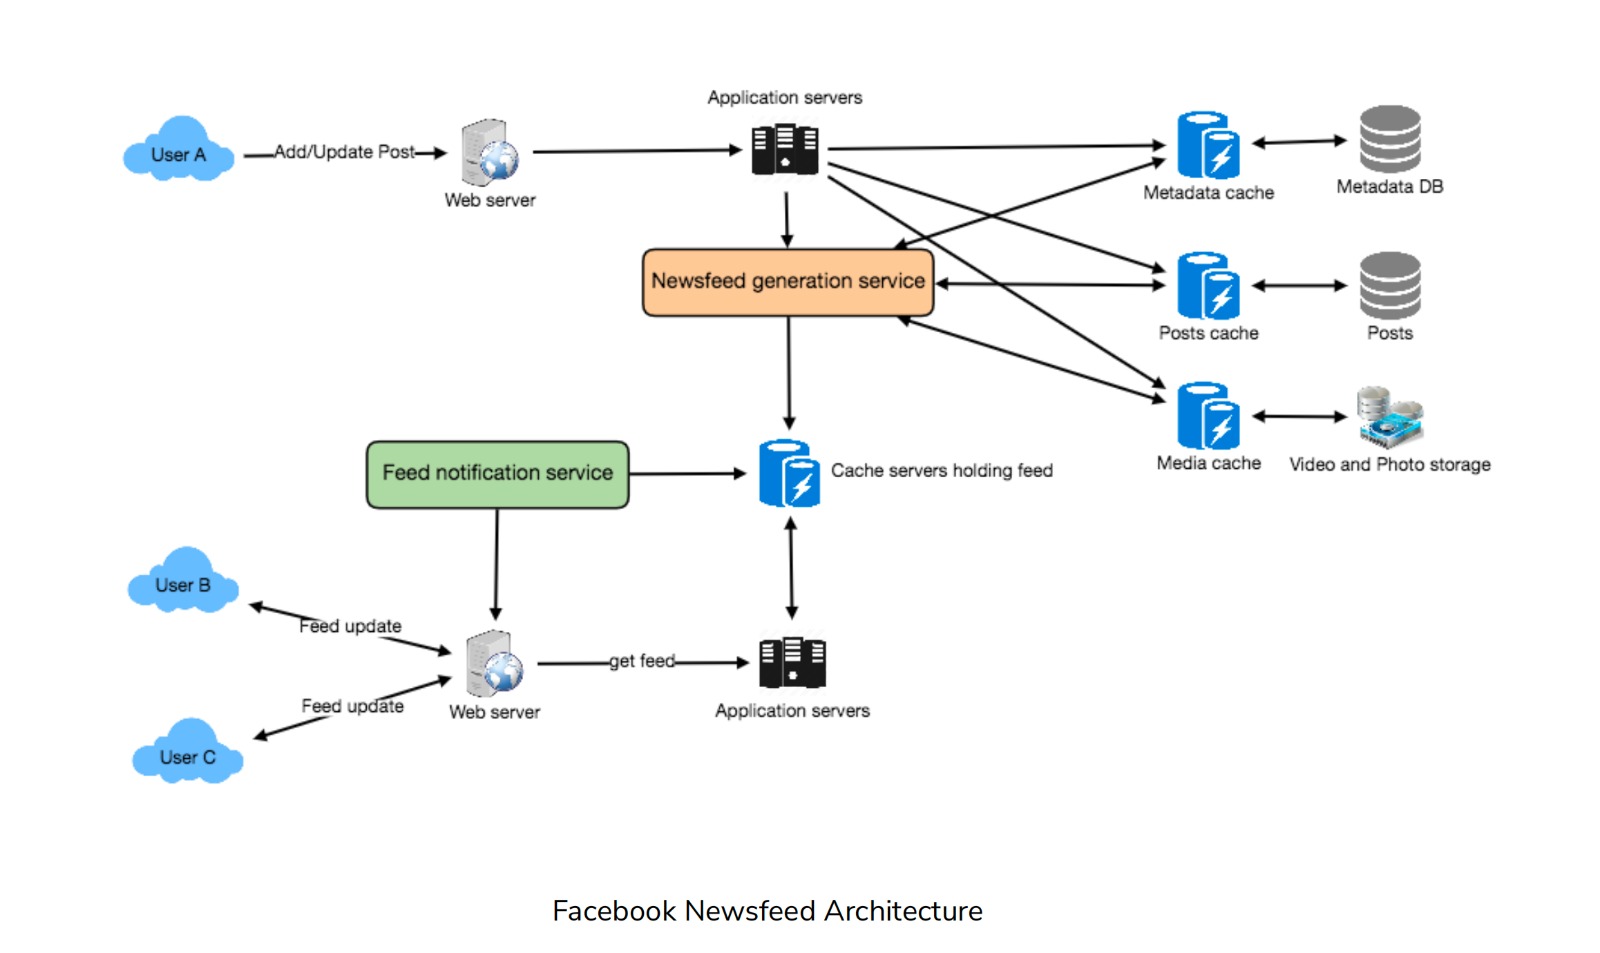 Application servers
User A
Add/Update Post
Web server
Metadata cache
Metadata DB
Newsfeed generation service
Posts cache
Posts
Media cache
Video and Photo storage
Feed notification service
Cache servers holding feed
User B
Feed update
get feed
Feed update
Web server
Application servers
User C
Facebook Newsfeed Architecture